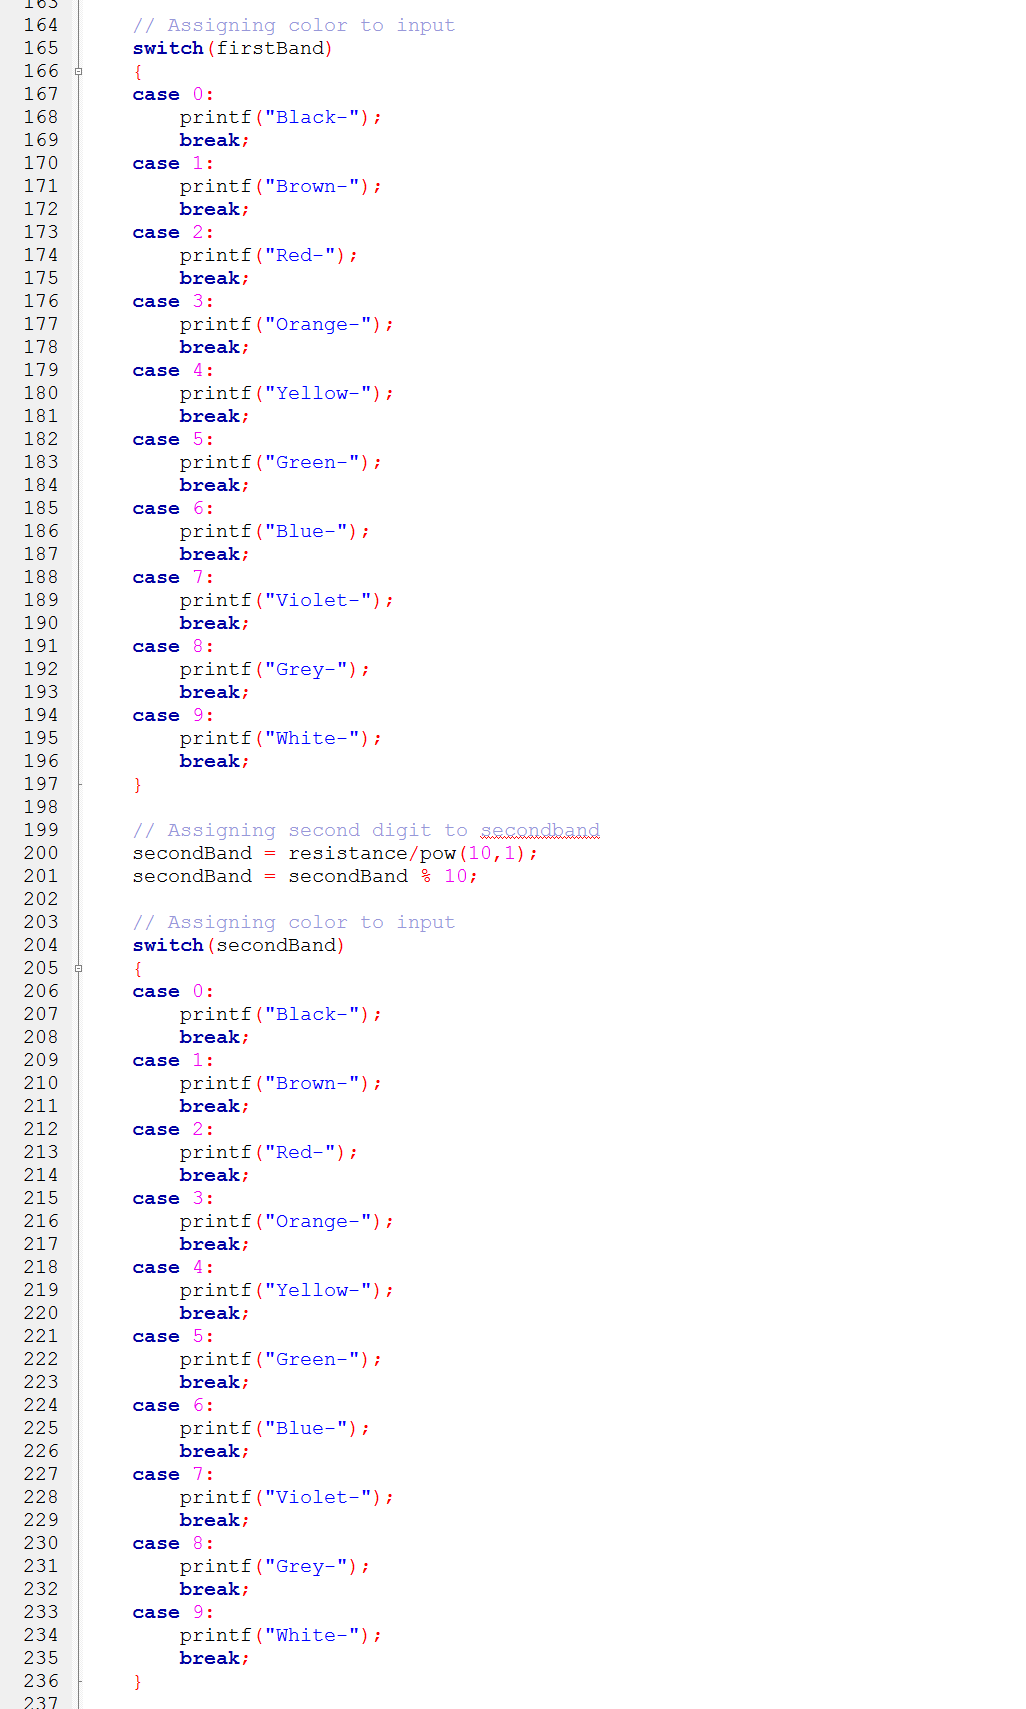 163
164 // Assigning color to input
165 switch(firstBand)
166 {
167 case 0:
168 printf("Black-");
169 break;
170 case 1:
171 printf("Brown-");
172 break;
173 case 2:
174 printf("Red-");
175 break;
176 case 3:
177 printf("Orange-");
178 break;
179 case 4:
180 printf("Yellow-");
181 break;
182 case 5:
183 printf("Green-");
184 break;
185 case 6:
186 printf("Blue-");
187 break;
188 case 7:
189 printf("Violet-");
190 break;
191 case 8:
192 printf("Grey-");
193 break;
194 case 9:
195 printf("White-");
196 break;
197 }
198
199 // Assigning second digit to secondband
200 secondBand = resistance/pow(10,1);
201 secondBand = secondBand % 10;
202
203 // Assigning color to input
204 switch(secondBand)
205 {
206 case 0:
207 printf("Black-");
208 break;
209 case 1:
210 printf("Brown-");
211 break;
212 case 2:
213 printf("Red-");
214 break;
215 case 3:
216 printf("Orange-");
217 break;
218 case 4:
219 printf("Yellow-");
220 break;
221 case 5:
222 printf("Green-");
223 break;
224 case 6:
225 printf("Blue-");
226 break;
227 case 7:
228 printf("Violet-");
229 break;
230 case 8:
231 printf("Grey-");
232 break;
233 case 9:
234 printf("White-");
235 break;
236 }
237